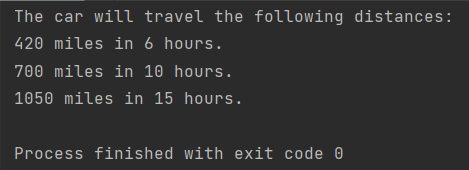 The car will travel the following distances:
420 miles in 6 hours.
700 miles in 10 hours.
1050 miles in 15 hours.
Process finished with exit code 0